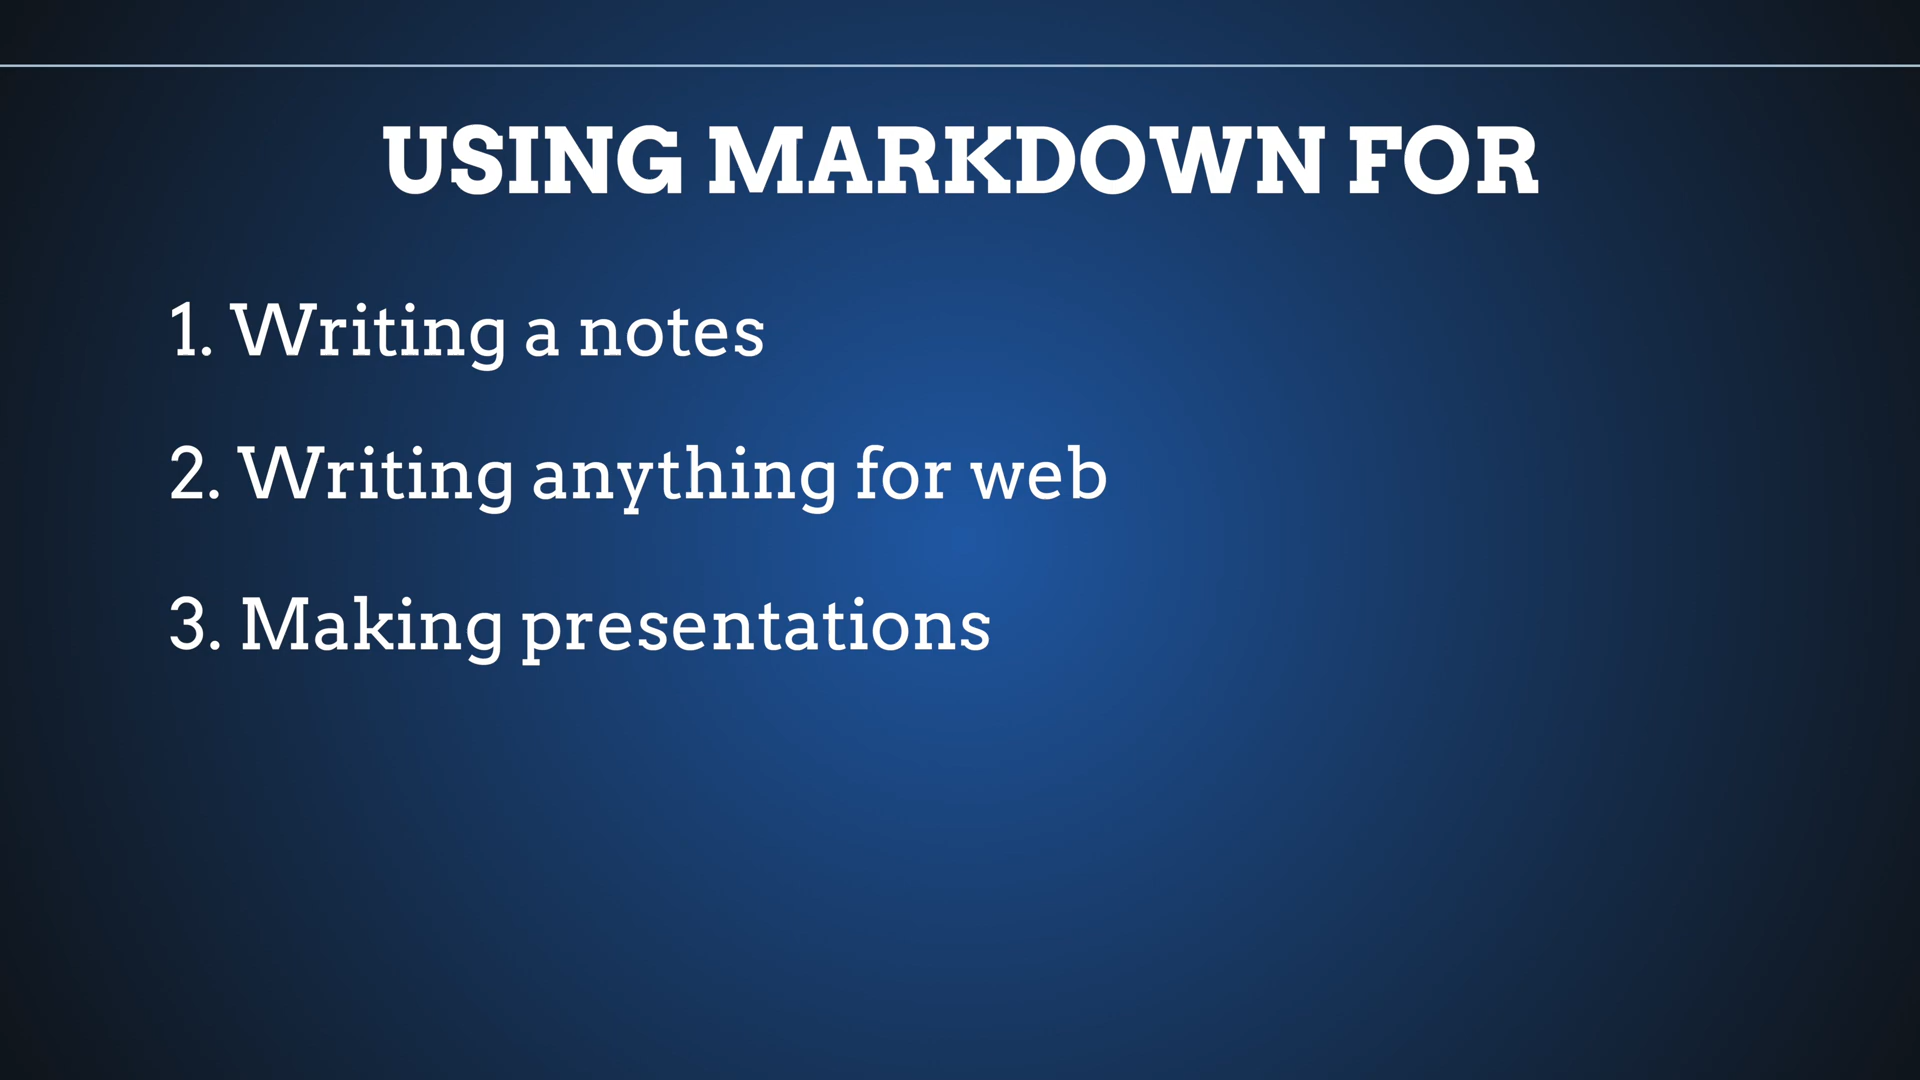 USING MARKDOWN FOR
1. Writing a notes
2. Writing anything for web
3. Making presentations